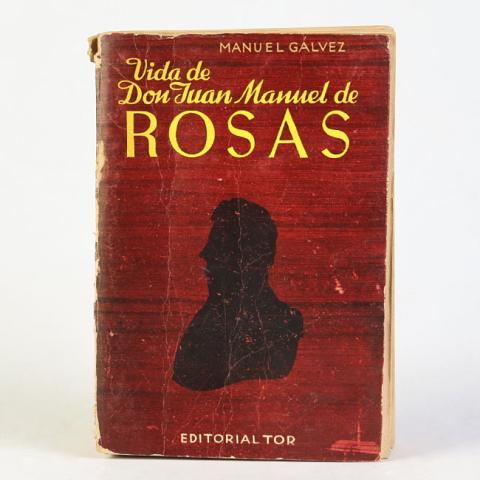 MANUEL GALVEZ
Vida de
Don Juan Manuel de
ROSAS
EDITORIAL TOR